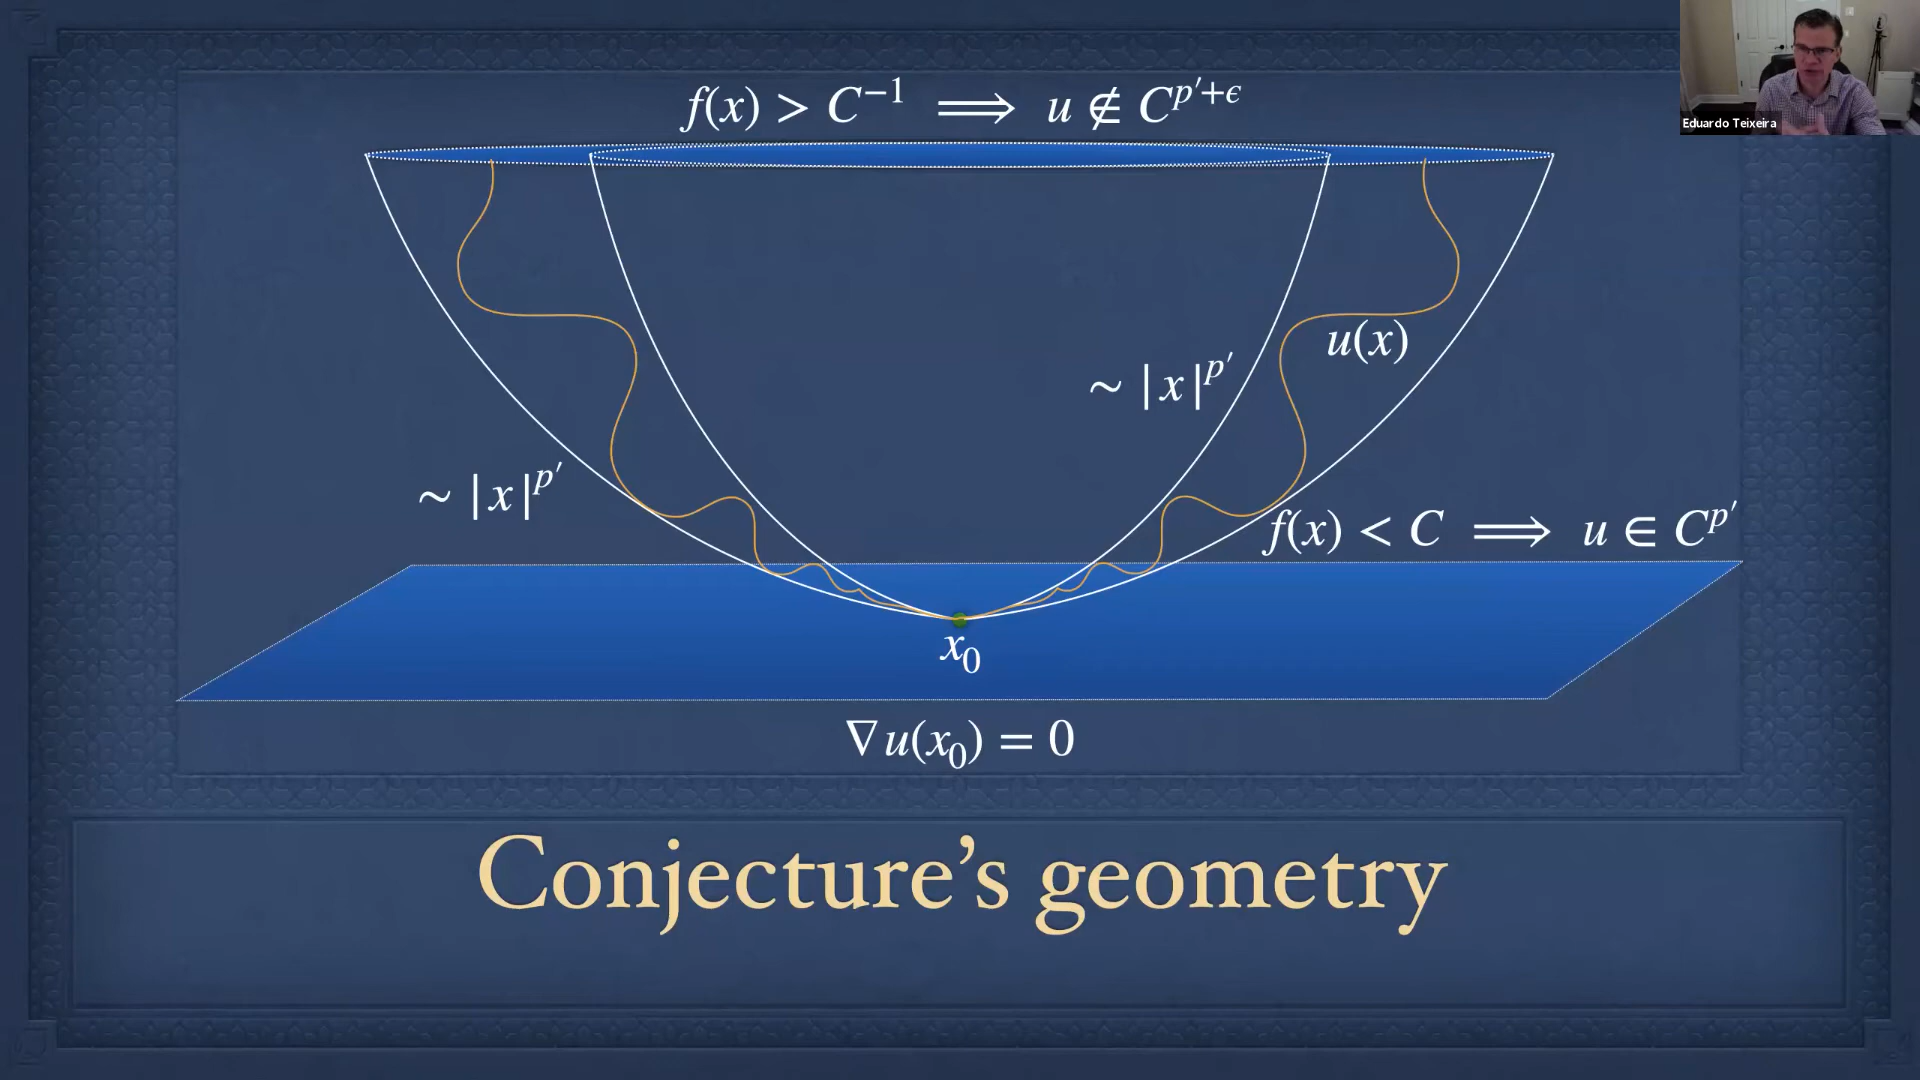 f(x) > C⁻¹ ⟹ u ∉ C^{p′+ϵ}
Eduardo Teixeira
u(x)
∼ |x|^{p′}
∼ |x|^{p′}
f(x) < C ⟹ u ∈ C^{p′}
x₀
∇u(x₀) = 0
Conjecture’s geometry